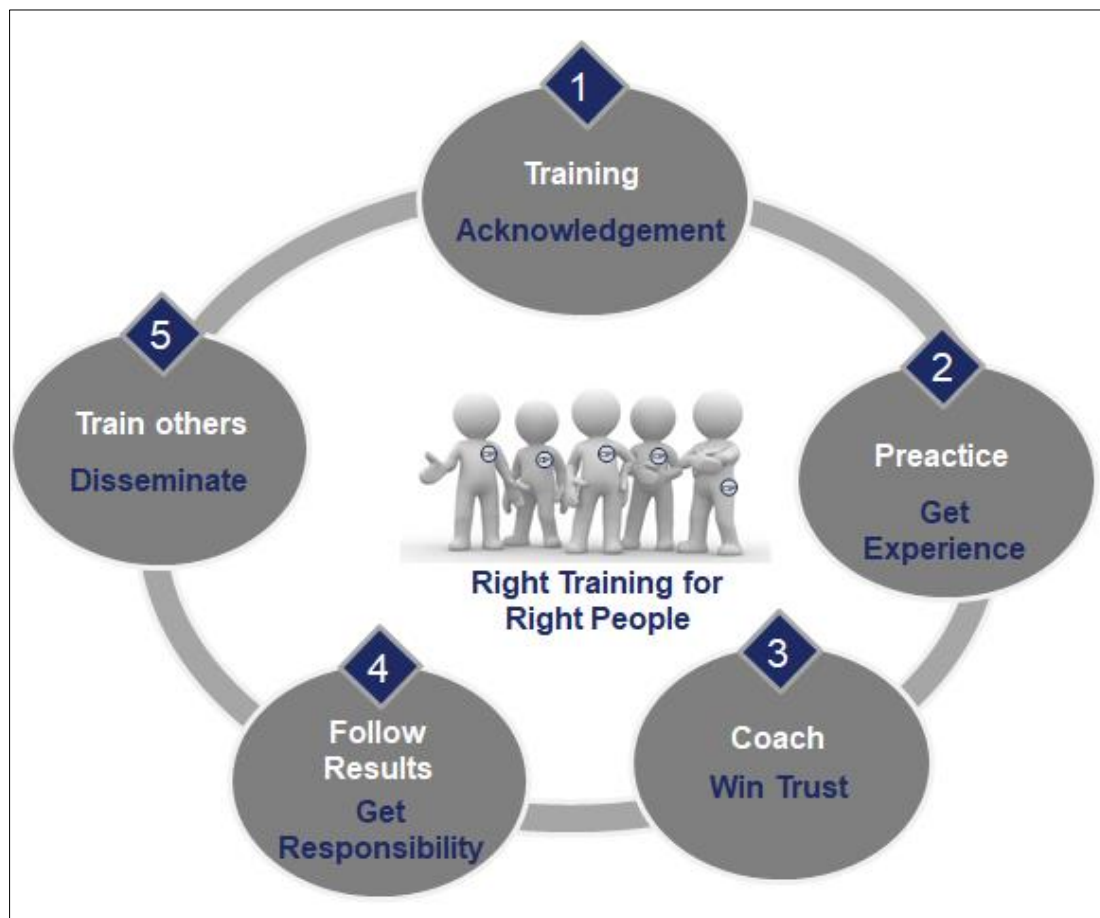 1
Training
Acknowledgement
2
Preactice
Get
Experience
3
Coach
Win Trust
4
Follow
Results
Get
Responsibility
5
Train others
Disseminate
Right Training for
Right People